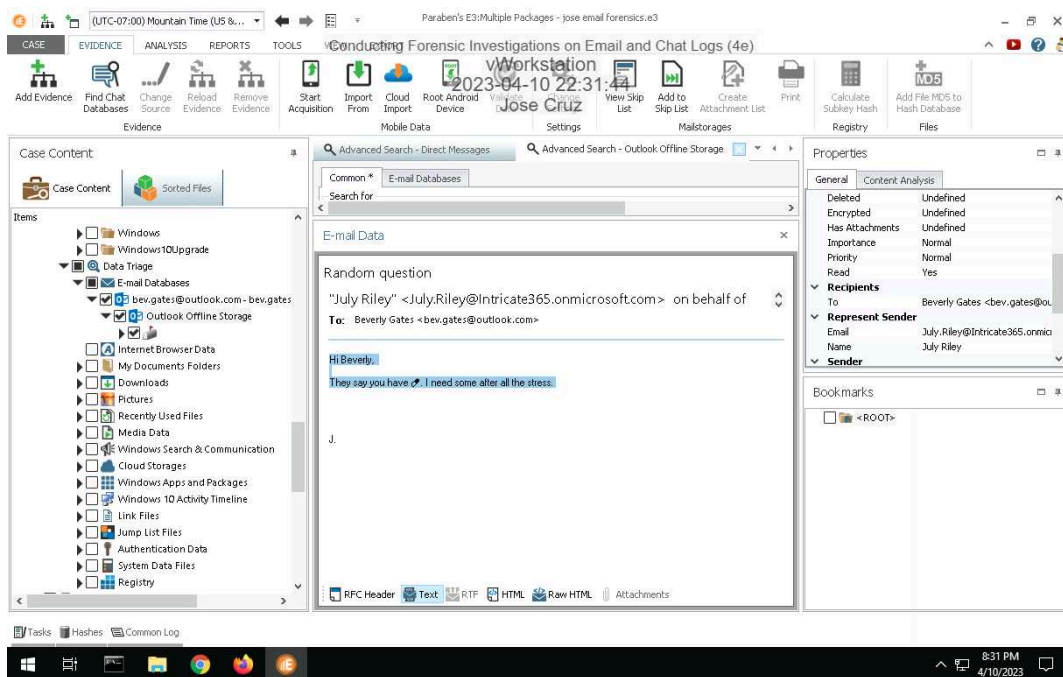 (UTC-07:00) Mountain Time (US &...
Paraben's E3:Multiple Packages - jose email forensics.e3
CASE EVIDENCE ANALYSIS REPORTS TOOLS
Conducting Forensic Investigations on Email and Chat Logs (4e)
vWorkstation
2023-04-10 22:31:44
Jose Cruz
Add Evidence
Find Chat Databases
Change Source
Reload Evidence
Remove Evidence
Start Acquisition
Import From
Cloud Import
Root Android Device
View Skip List
Add to Skip List
Create Attachment List
Print
Calculate Subkey Hash
MD5
Add File MD5 to Hash Database
Evidence
Mobile Data
Settings
Mailstorages
Registry
Files
Case Content
Case Content
Sorted Files
Items
Windows
Windows10Upgrade
Data Triage
E-mail Databases
bev.gates@outlook.com - bev.gates
Outlook Offline Storage
Internet Browser Data
My Documents Folders
Downloads
Pictures
Recently Used Files
Media Data
Windows Search & Communication
Cloud Storages
Windows Apps and Packages
Windows 10 Activity Timeline
Link Files
Jump List Files
Authentication Data
System Data Files
Registry
Advanced Search - Direct Messages
Advanced Search - Outlook Offline Storage
Common *
E-mail Databases
Search for
E-mail Data
Random question
"July Riley" <July.Riley@Intricate365.onmicrosoft.com> on behalf of
To: Beverly Gates <bev.gates@outlook.com>
Hi Beverly,
They say you have 💊. I need some after all the stress.
J.
RFC Header
Text
RTF
HTML
Raw HTML
Attachments
Properties
General
Content Analysis
Deleted Undefined
Encrypted Undefined
Has Attachments Undefined
Importance Normal
Priority Normal
Read Yes
Recipients
To Beverly Gates <bev.gates@ou
Represent Sender
Email July.Riley@Intricate365.onmic
Name July Riley
Sender
Bookmarks
<ROOT>
Tasks Hashes Common Log
8:31 PM
4/10/2023